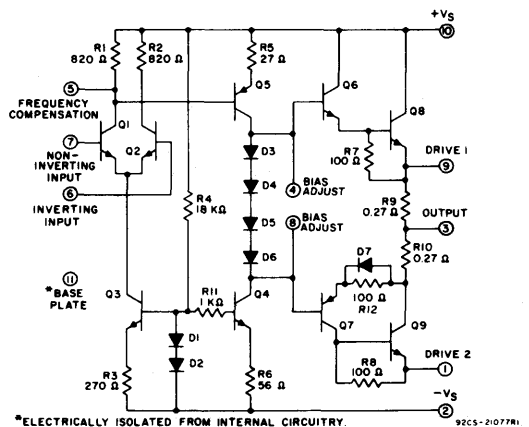 +VS
10
R1
820 Ω
R2
820 Ω
R5
27 Ω
5
FREQUENCY
COMPENSATION
Q5
Q6
Q8
Q1
7
NON-
INVERTING
INPUT
Q2
6
INVERTING
INPUT
D3
D4
4
BIAS
ADJUST
R7
100
Ω
DRIVE 1
9
R4
18 KΩ
R9
0.27 Ω
OUTPUT
3
D5
8
BIAS
ADJUST
D6
R10
0.27 Ω
11
*BASE
PLATE
Q3
R11
1 KΩ
Q4
D7
100 Ω
R12
Q7
Q9
D1
D2
R8
100 Ω
DRIVE 2
1
R3
270 Ω
R6
56 Ω
-VS
2
*ELECTRICALLY ISOLATED FROM INTERNAL CIRCUITRY.
92CS-21077R1